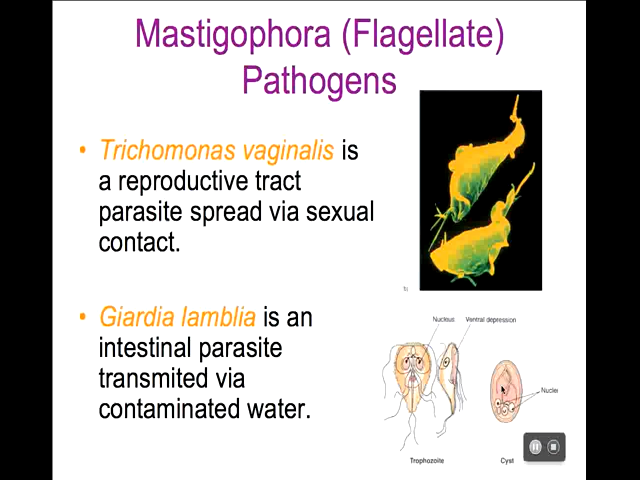 Mastigophora (Flagellate)
Pathogens
• Trichomonas vaginalis is
a reproductive tract
parasite spread via sexual
contact.
• Giardia lamblia is an
intestinal parasite
transmited via
contaminated water.
Nucleus Ventral depression
Nuclei
Trophozoite Cyst